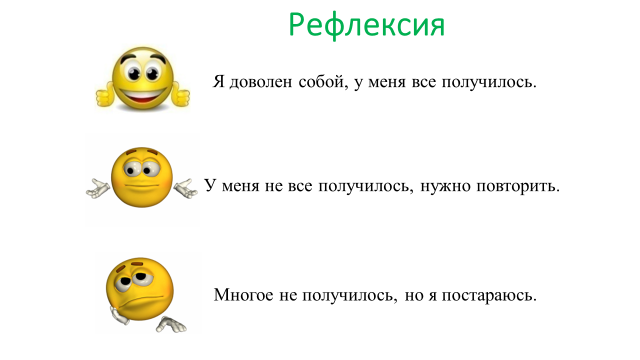 Рефлексия
Я доволен собой, у меня все получилось.
У меня не все получилось, нужно повторить.
Многое не получилось, но я постараюсь.